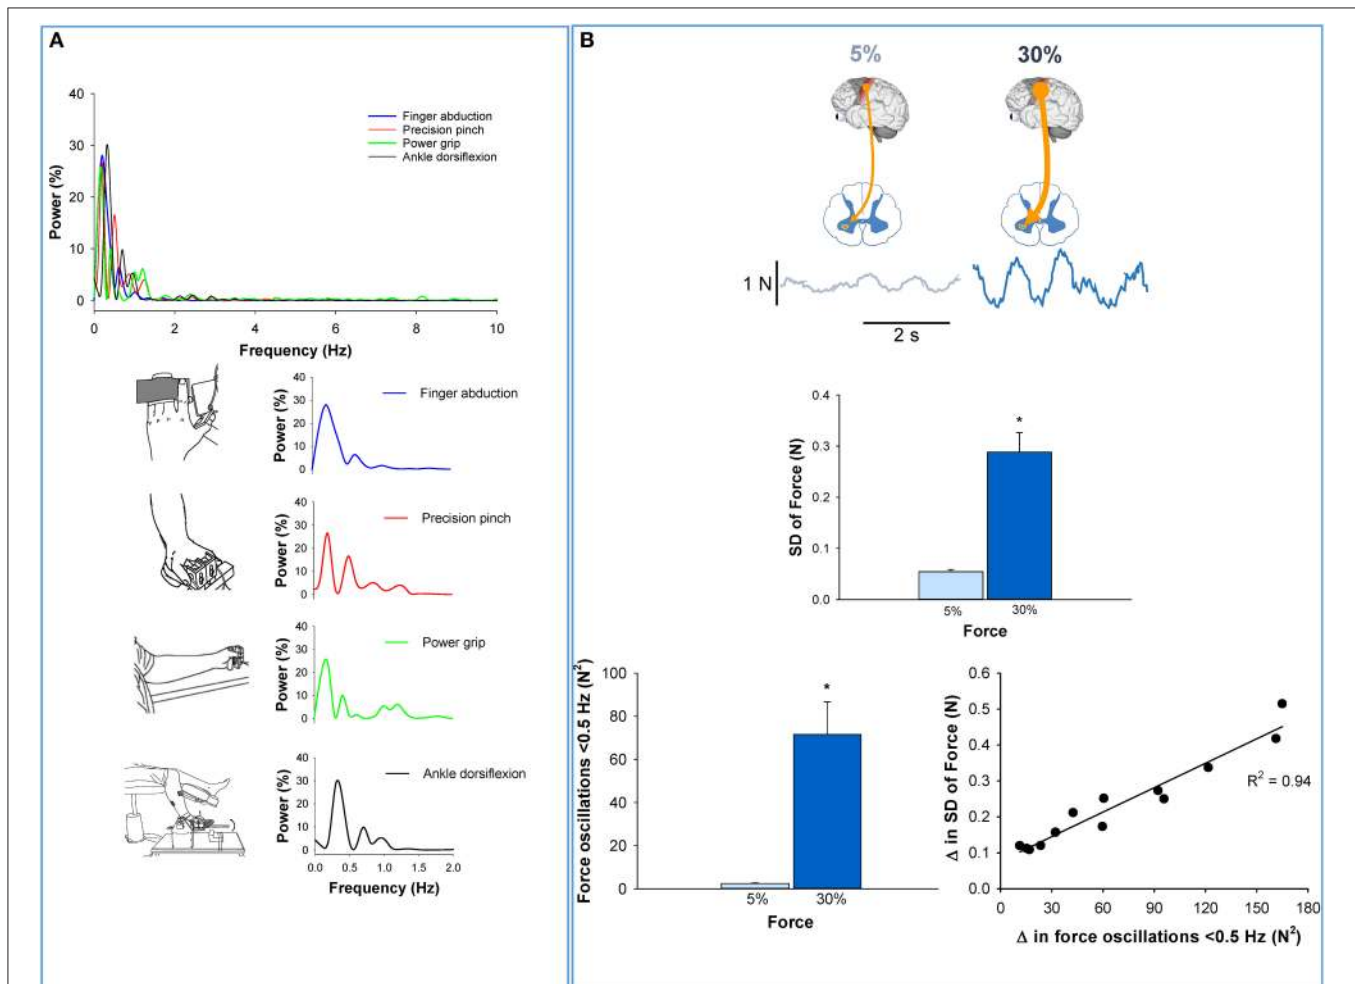 A
40
30
20
10
0
Power (%)
Finger abduction
Precision pinch
Power grip
Ankle dorsiflexion
0 2 4 6 8 10
Frequency (Hz)
40
30
20
10
0
Power (%)
Finger abduction
40
30
20
10
0
Power (%)
Precision pinch
40
30
20
10
0
Power (%)
Power grip
40
30
20
10
0
Power (%)
Ankle dorsiflexion
0.0 0.5 1.0 1.5 2.0
Frequency (Hz)
B
5% 30%
1 N
2 s
0.4
0.3
0.2
0.1
0.0
SD of Force (N)
*
5% 30%
Force
100
80
60
40
20
0
Force oscillations <0.5 Hz (N²)
*
5% 30%
Force
0.6
0.5
0.4
0.3
0.2
0.1
0.0
Δ in SD of Force (N)
R² = 0.94
0 30 60 90 120 150 180
Δ in force oscillations <0.5 Hz (N²)